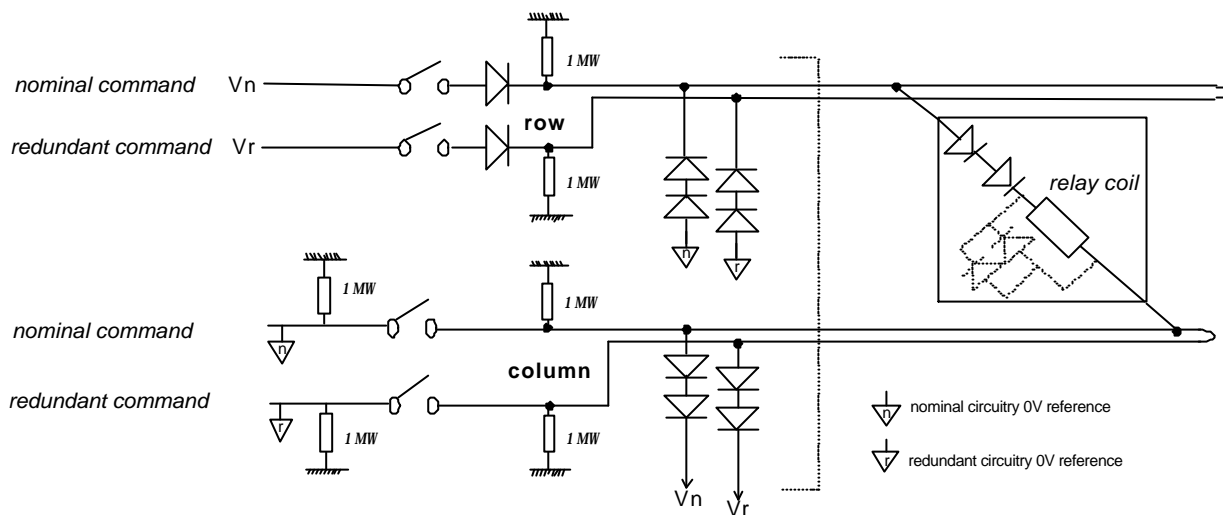 1 MW
nominal command Vn
row
1 MW
redundant command Vr
relay coil
n
r
1 MW
1 MW
nominal command
n
column
redundant command
r
1 MW
1 MW
n nominal circuitry 0V reference
r redundant circuitry 0V reference
Vn
Vr